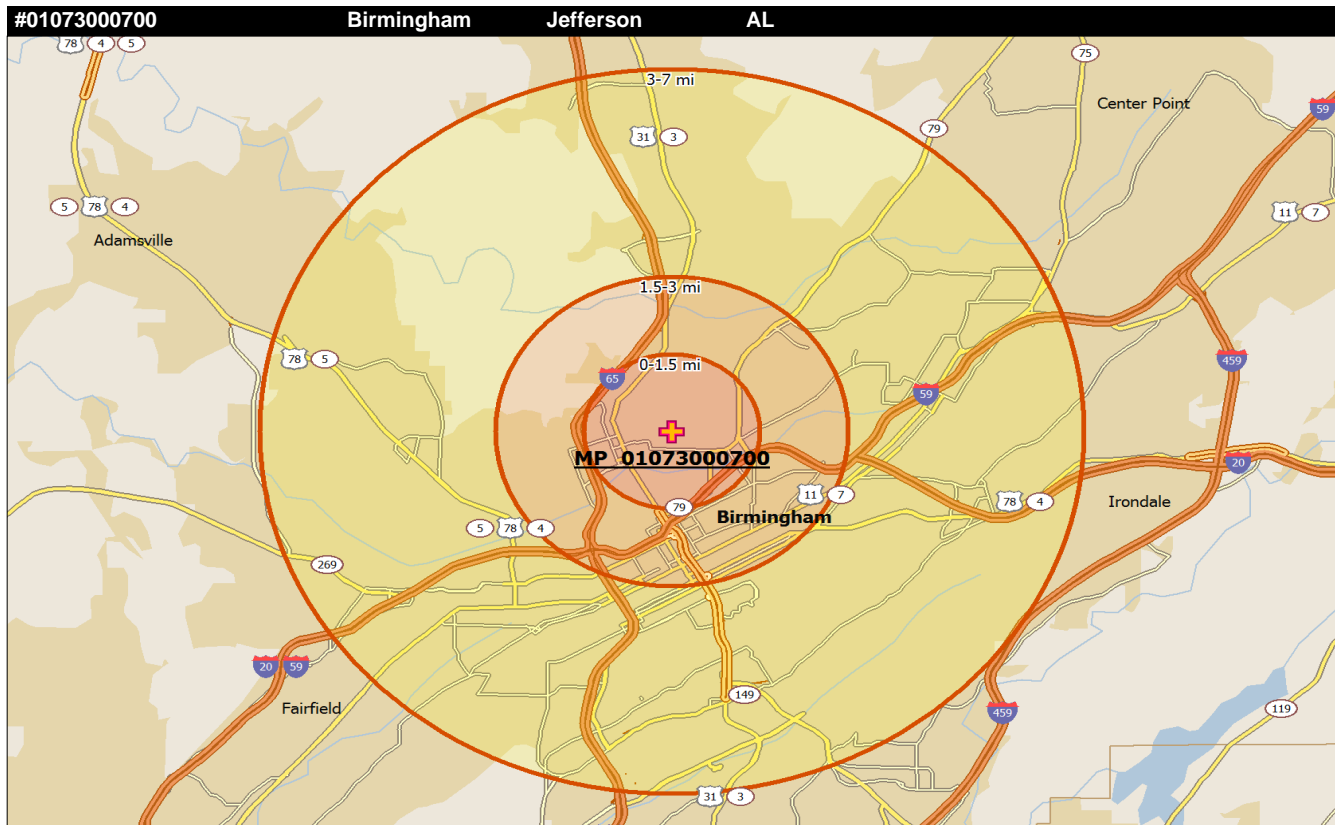 #01073000700 Birmingham Jefferson AL
78 4 5
3-7 mi
75
Center Point
59
79
31 3
5 78 4
11 7
Adamsville
1.5-3 mi
78 5
0-1.5 mi
459
65
59
MP 01073000700
20
11 7
78 4
Irondale
79
Birmingham
5 78 4
269
20 59
149
Fairfield
459
119
31 3